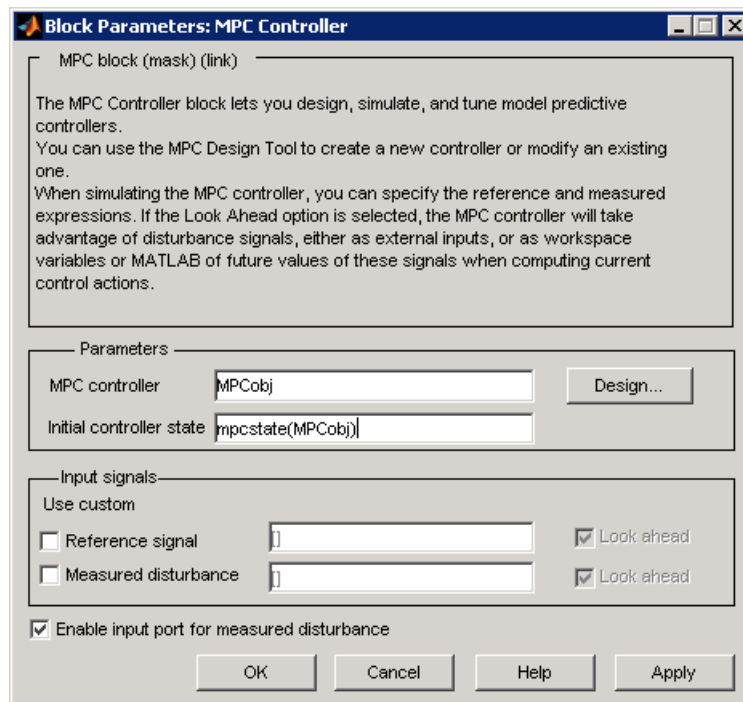 Block Parameters: MPC Controller
MPC block (mask) (link)
The MPC Controller block lets you design, simulate, and tune model predictive
controllers.
You can use the MPC Design Tool to create a new controller or modify an existing
one.
When simulating the MPC controller, you can specify the reference and measured
expressions. If the Look Ahead option is selected, the MPC controller will take
advantage of disturbance signals, either as external inputs, or as workspace
variables or MATLAB of future values of these signals when computing current
control actions.
Parameters
MPC controller MPCobj Design...
Initial controller state mpcstate(MPCobj)
Input signals
Use custom
Reference signal [] Look ahead
Measured disturbance [] Look ahead
Enable input port for measured disturbance
OK Cancel Help Apply